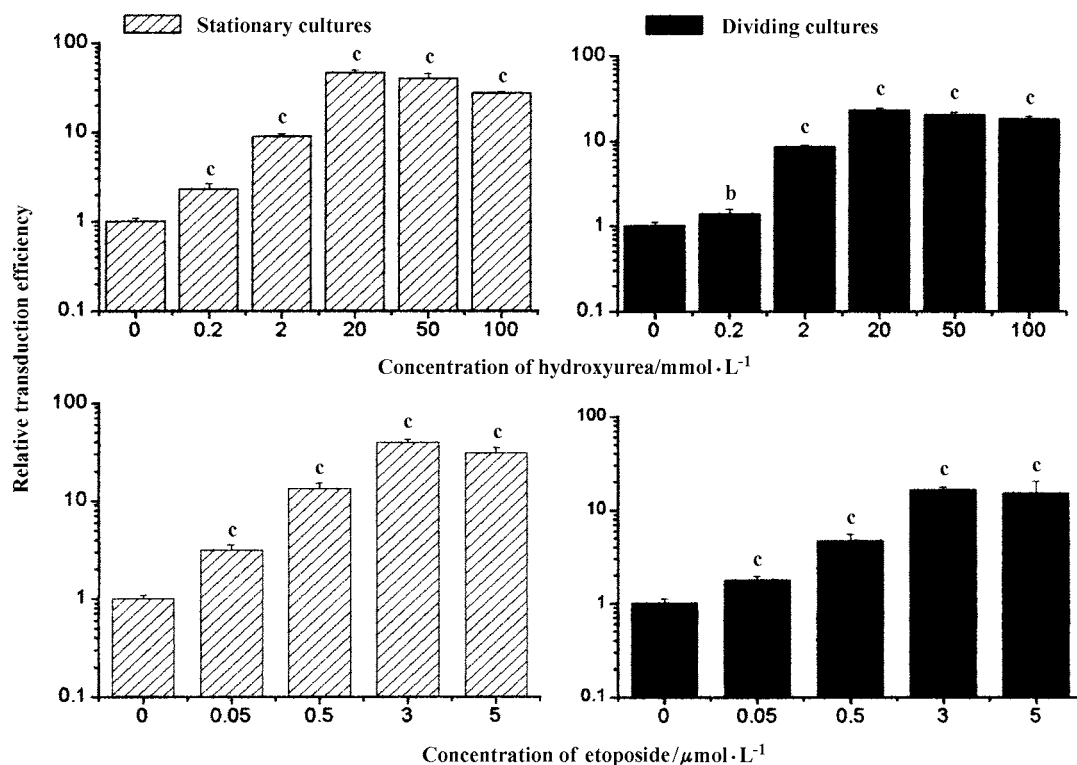 Stationary cultures
Dividing cultures
Relative transduction efficiency
100
10
1
0.1
c
c
c
c
c
0
0.2
2
20
50
100
100
10
1
0.1
b
c
c
c
c
0
0.2
2
20
50
100
Concentration of hydroxyurea/mmol·L⁻¹
100
10
1
0.1
c
c
c
c
0
0.05
0.5
3
5
100
10
1
0.1
c
c
c
c
0
0.05
0.5
3
5
Concentration of etoposide/μmol·L⁻¹